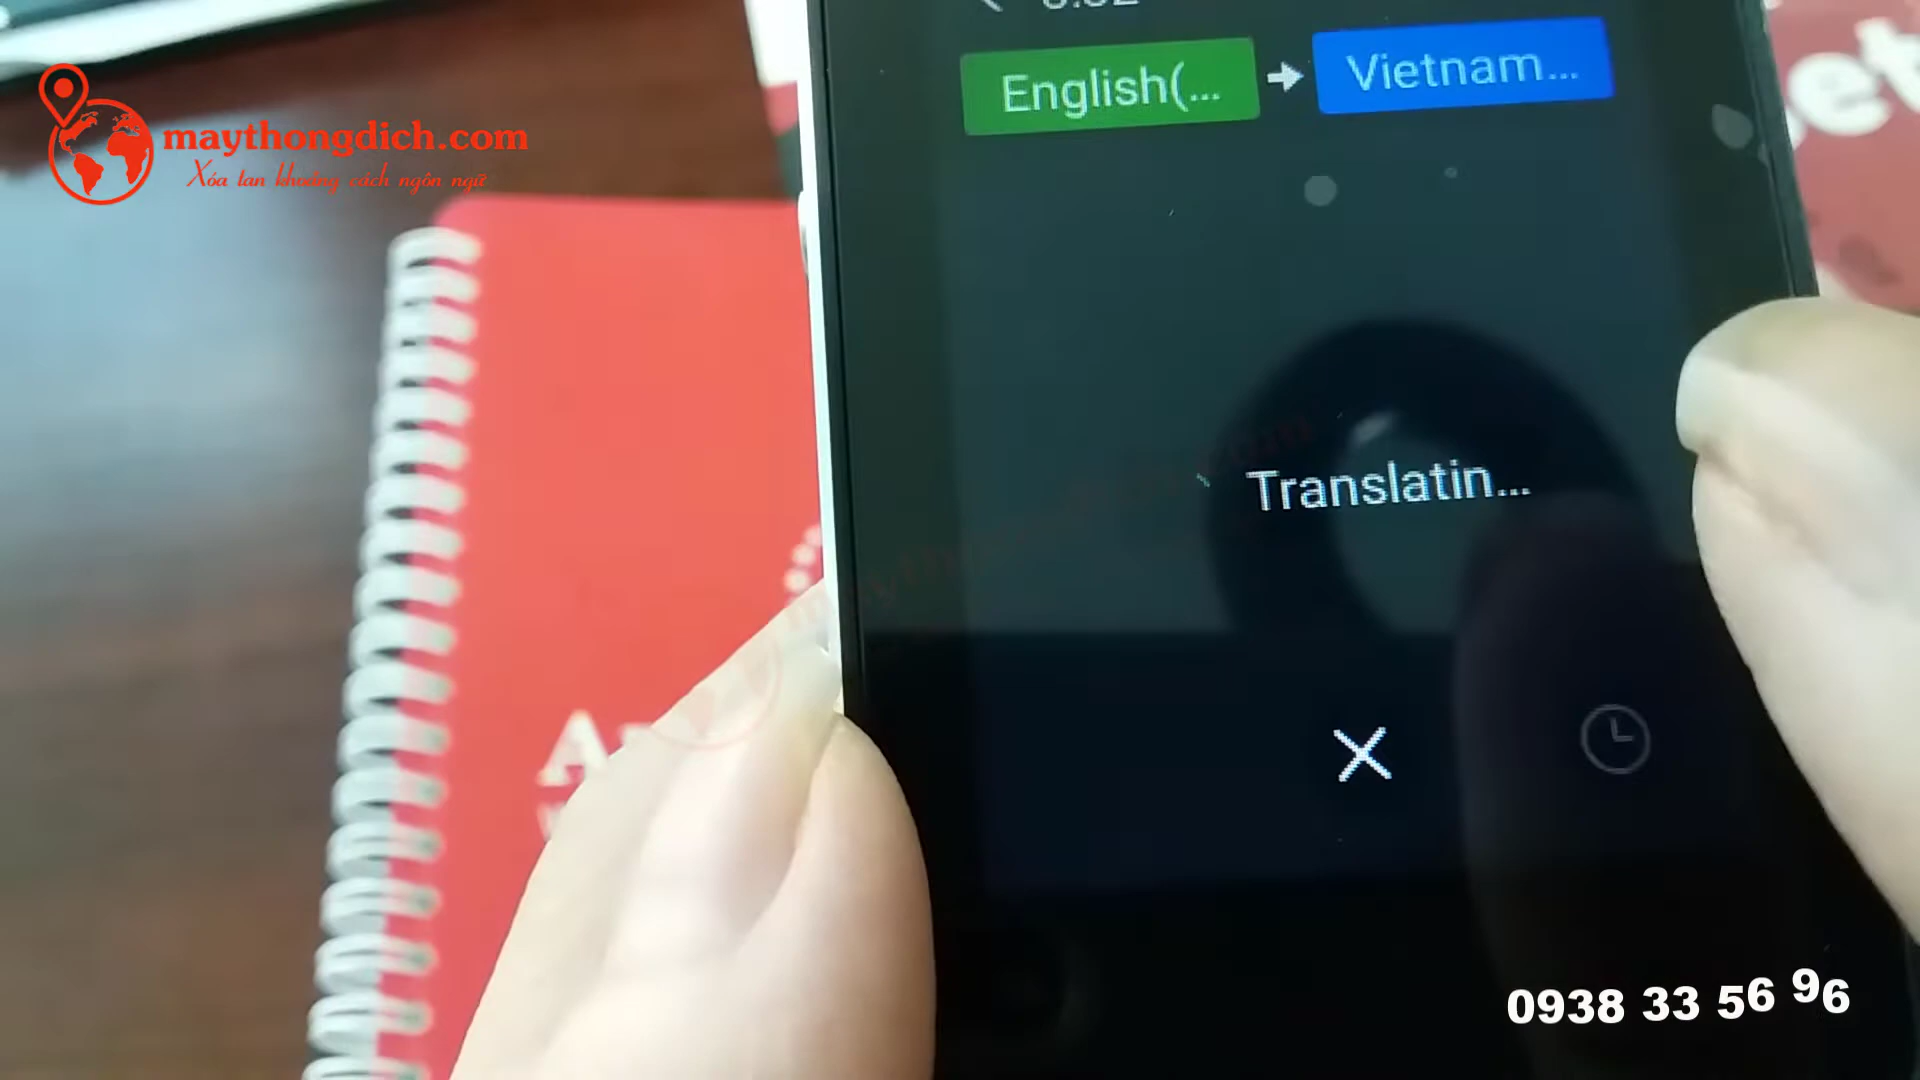 maythongdich.com
Xóa tan khoảng cách ngôn ngữ
English(...
Vietnam...
Translatin...
0938 33 56 96